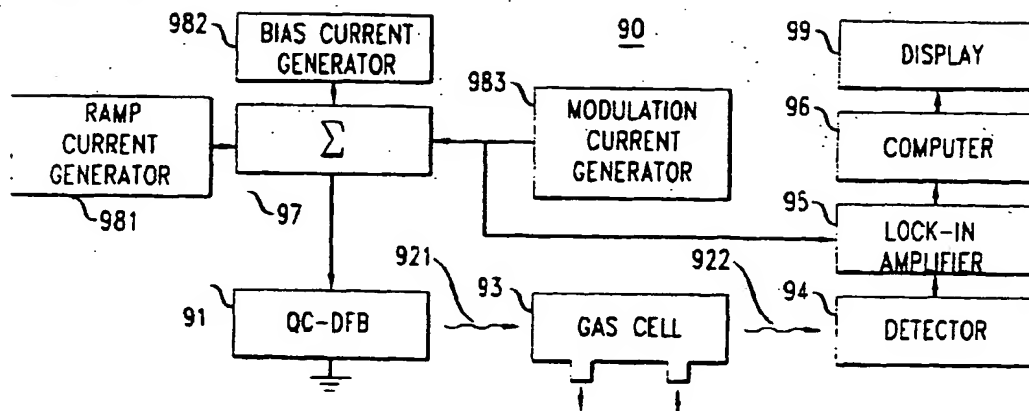 982
BIAS CURRENT
GENERATOR
90
99
DISPLAY
RAMP
CURRENT
GENERATOR
981
Σ
97
983
MODULATION
CURRENT
GENERATOR
96
COMPUTER
95
LOCK-IN
AMPLIFIER
91
QC-DFB
921
93
GAS CELL
922
94
DETECTOR